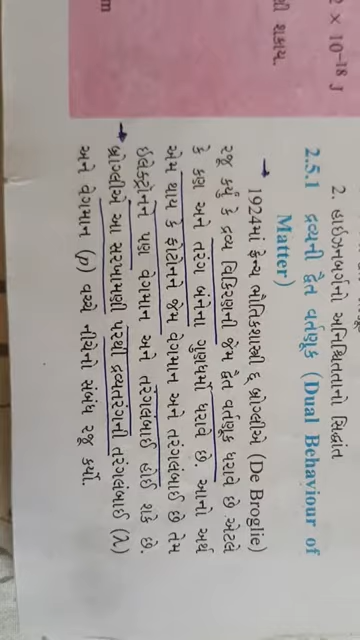 2 × 10⁻¹⁸ J
શકાય.
2. હાઈઝનબર્ગનો અનિશ્ચિતતાનો સિદ્ધાંત
2.5.1 દ્રવ્યની દ્વૈત વર્તણૂક (Dual Behaviour of
Matter)
→ 1924માં ફ્રેન્ચ ભૌતિકશાસ્ત્રી દ્ બ્રોગ્લીએ (De Broglie)
રજૂ કર્યું કે દ્રવ્ય વિકિરણની જેમ દ્વૈત વર્તણૂક ધરાવે છે એટલે
કે કણ અને તરંગ બંનેના ગુણધર્મો ધરાવે છે. આનો અર્થ
એમ થાય કે ફોટોનને જેમ વેગમાન અને તરંગલંબાઈ છે તેમ
ઇલેક્ટ્રોનને પણ વેગમાન અને તરંગલંબાઈ હોઈ શકે છે.
→ બ્રોગ્લીએ આ સરખામણી પરથી દ્રવ્યતરંગની તરંગલંબાઈ (λ)
અને વેગમાન (p) વચ્ચે નીચેનો સંબંધ રજૂ કર્યો.